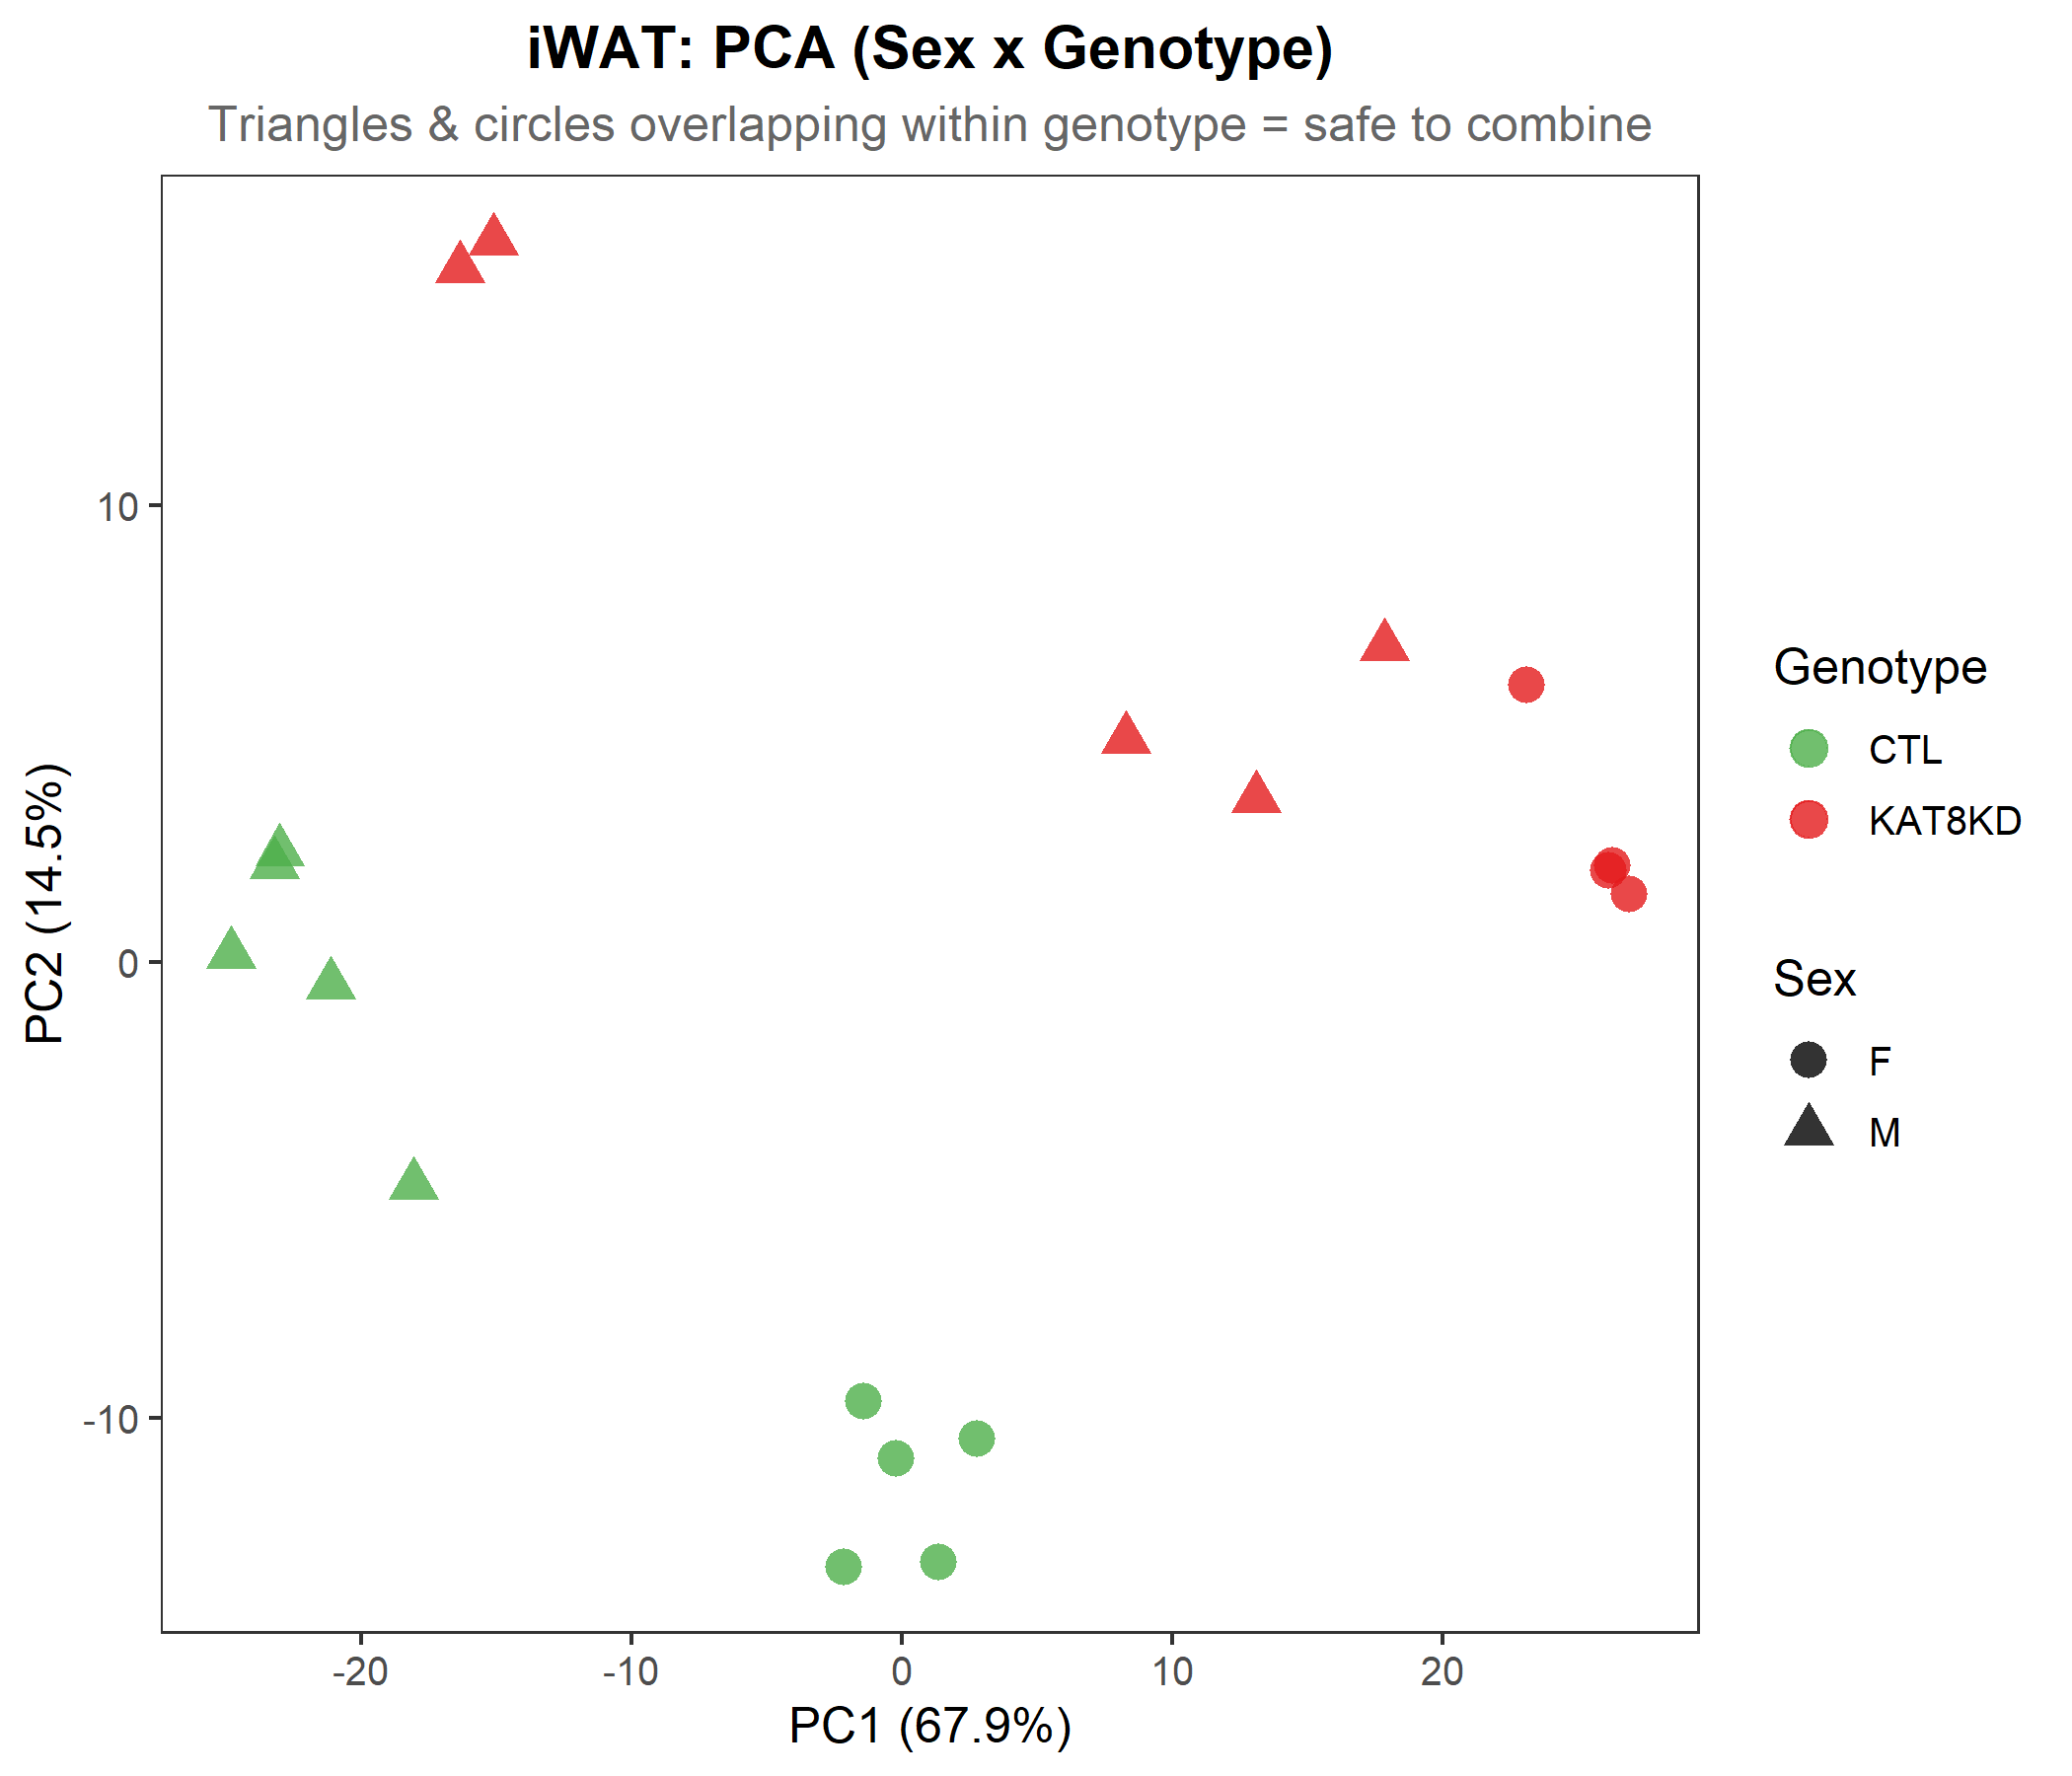 iWAT: PCA (Sex x Genotype)
Triangles & circles overlapping within genotype = safe to combine
10
0
-10
PC2 (14.5%)
-20
-10
0
10
20
PC1 (67.9%)
Genotype
CTL
KAT8KD
Sex
F
M